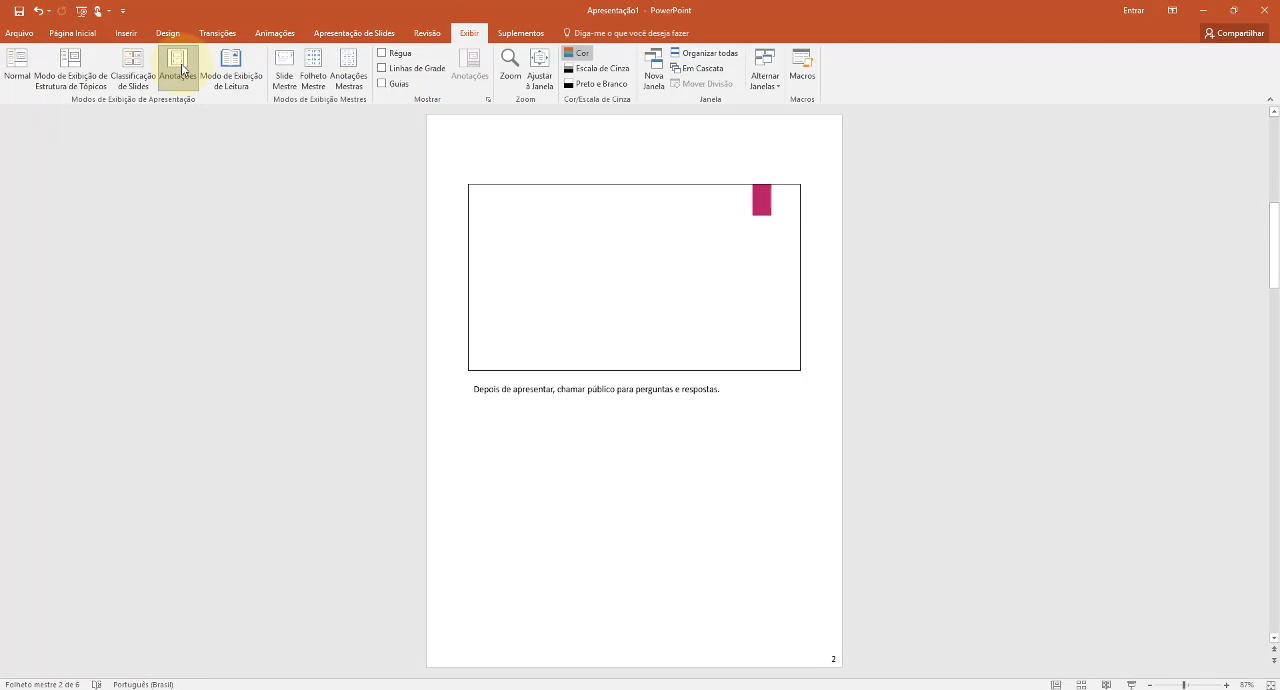 Apresentação1 - PowerPoint
Entrar
Arquivo Página Inicial Inserir Design Transições Animações Apresentação de Slides Revisão Exibir Suplementos Diga-me o que você deseja fazer Compartilhar
Normal
Modo de Exibição de
Estrutura de Tópicos
Classificação
de Slides
Anotações
Modo de Exibição
de Leitura
Modos de Exibição de Apresentação
Slide
Mestre
Folheto
Mestre
Anotações
Mestras
Modos de Exibição Mestres
Régua
Linhas de Grade
Guias
Anotações
Mostrar
Zoom
Ajustar
à Janela
Zoom
Cor
Escala de Cinza
Preto e Branco
Cor/Escala de Cinza
Nova
Janela
Organizar todas
Em Cascata
Mover Divisão
Alternar
Janelas
Janela
Macros
Macros
Depois de apresentar, chamar público para perguntas e respostas.
2
Folheto mestre 2 de 6 Português (Brasil) 87%